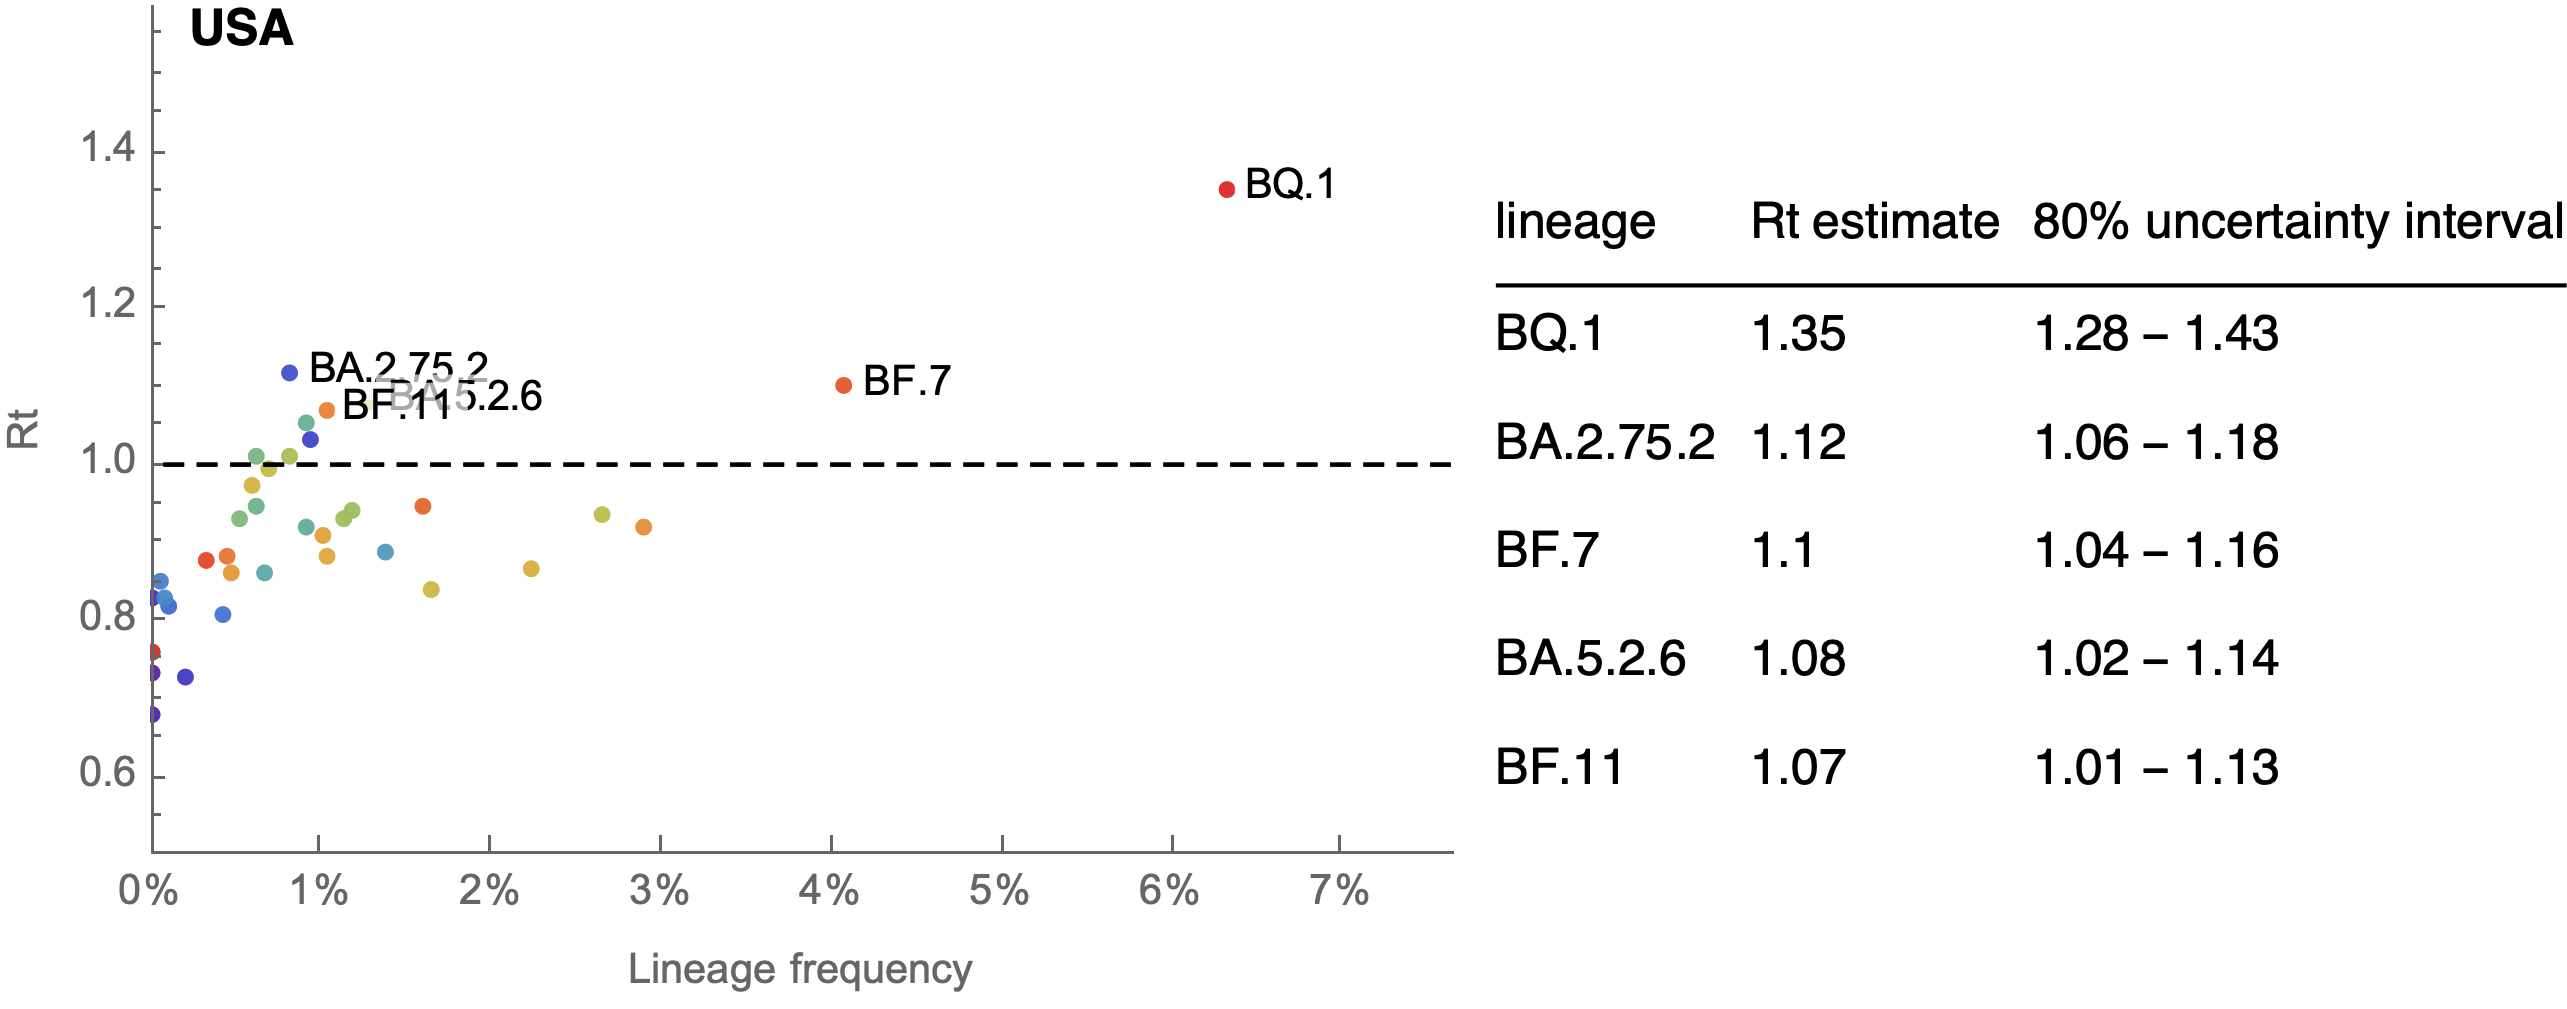 USA
1.4
1.2
1.0
0.8
0.6
Rt
BQ.1
BA.2.75.2
BA.5.2.6
BF.11
BF.7
0% 1% 2% 3% 4% 5% 6% 7%
Lineage frequency
lineage Rt estimate 80% uncertainty interval
BQ.1 1.35 1.28 – 1.43
BA.2.75.2 1.12 1.06 – 1.18
BF.7 1.1 1.04 – 1.16
BA.5.2.6 1.08 1.02 – 1.14
BF.11 1.07 1.01 – 1.13